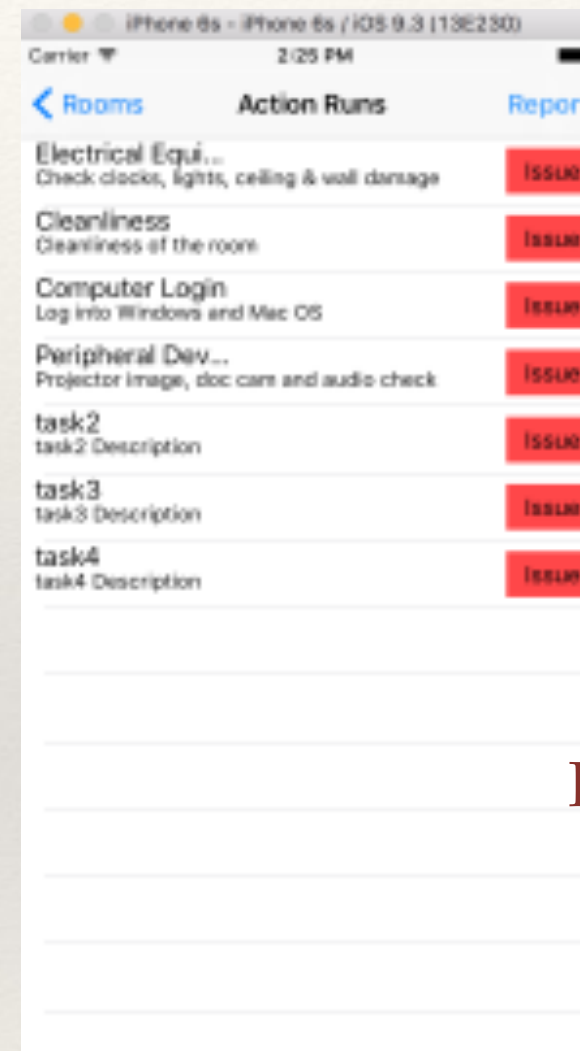 iPhone 6s - iPhone 6s / iOS 9.3 (13E230)
Carrier 2:25 PM
Rooms Action Runs Repor
Electrical Equi...
Check clocks, lights, ceiling & wall damage
Issue
Cleanliness
Cleanliness of the room
Issue
Computer Login
Log into Windows and Mac OS
Issue
Peripheral Dev...
Projector image, doc cam and audio check
Issue
task2
task2 Description
Issue
task3
task3 Description
Issue
task4
task4 Description
Issue